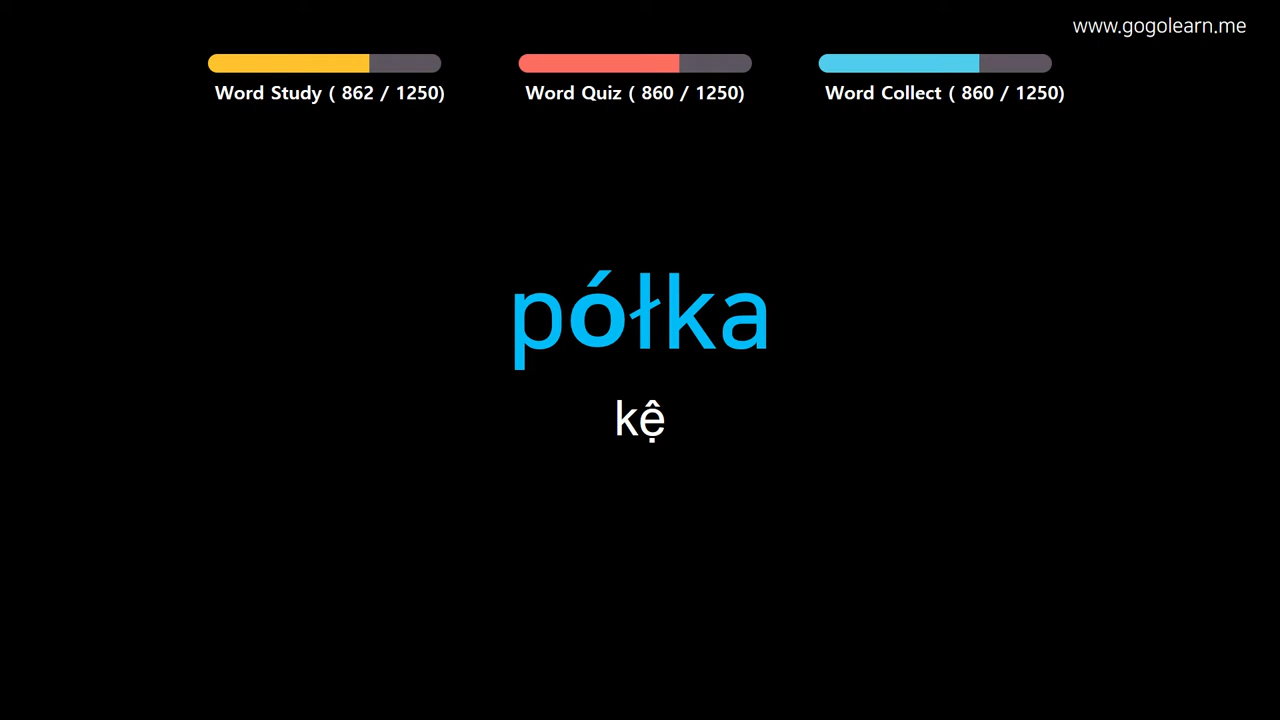 www.gogolearn.me
Word Study ( 862 / 1250) Word Quiz ( 860 / 1250) Word Collect ( 860 / 1250)
półka
kệ